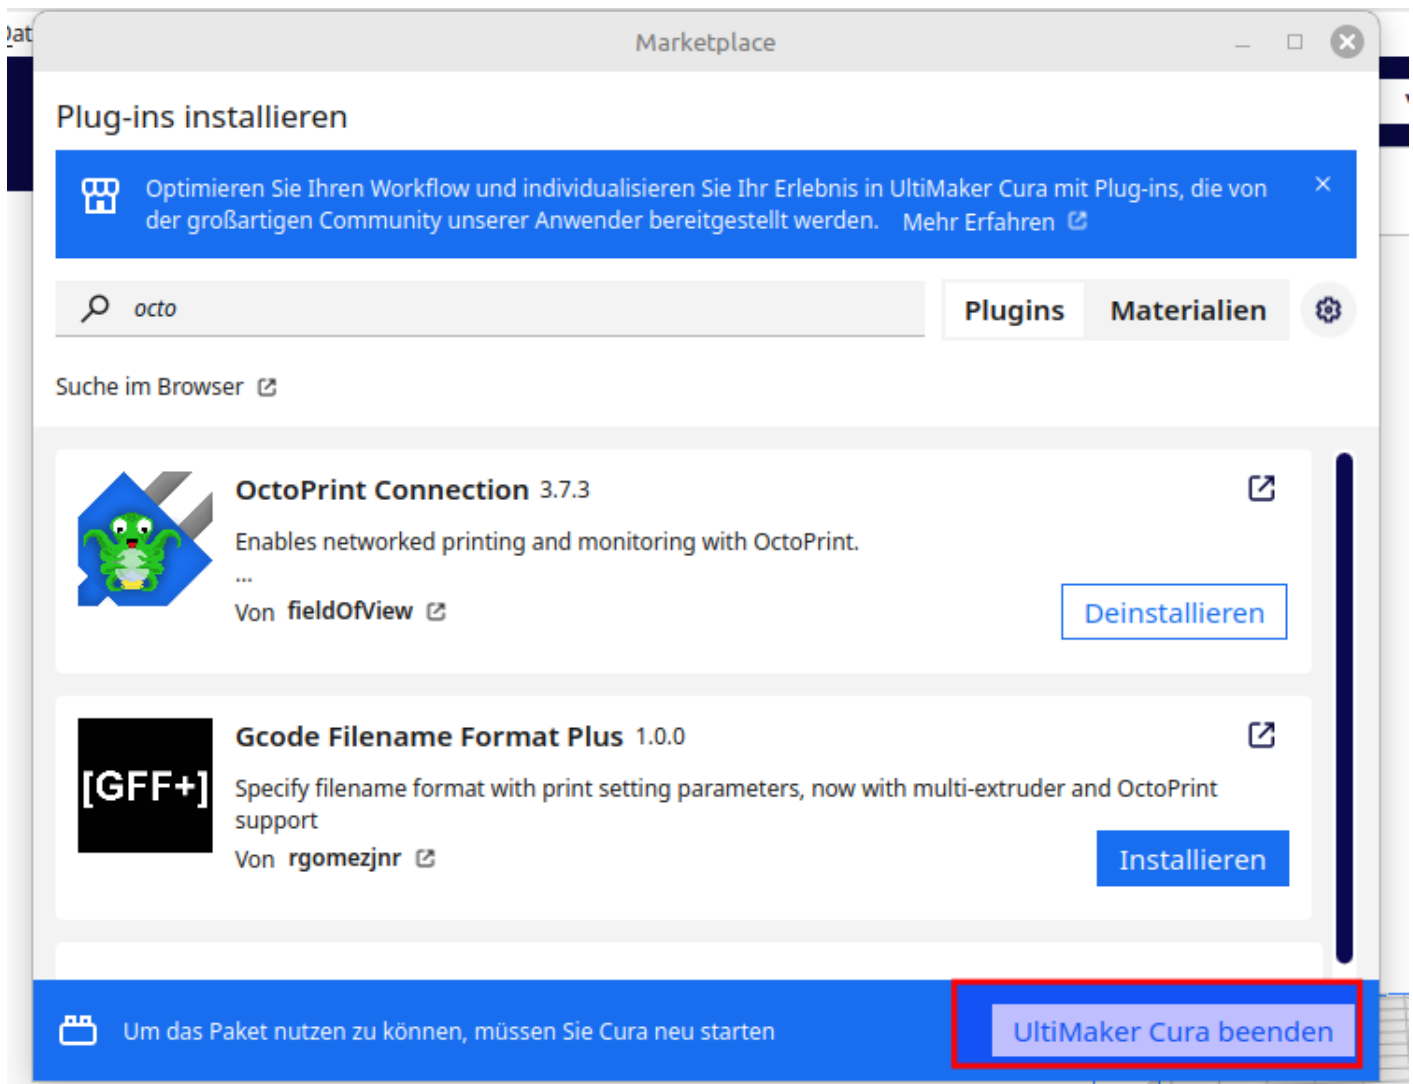 Dat
Marketplace
Plug-ins installieren
Optimieren Sie Ihren Workflow und individualisieren Sie Ihr Erlebnis in UltiMaker Cura mit Plug-ins, die von
der großartigen Community unserer Anwender bereitgestellt werden. Mehr Erfahren
octo
Plugins
Materialien
Suche im Browser
OctoPrint Connection 3.7.3
Enables networked printing and monitoring with OctoPrint.
...
Von fieldOfView
Deinstallieren
[GFF+]
Gcode Filename Format Plus 1.0.0
Specify filename format with print setting parameters, now with multi-extruder and OctoPrint
support
Von rgomezjnr
Installieren
Um das Paket nutzen zu können, müssen Sie Cura neu starten
UltiMaker Cura beenden